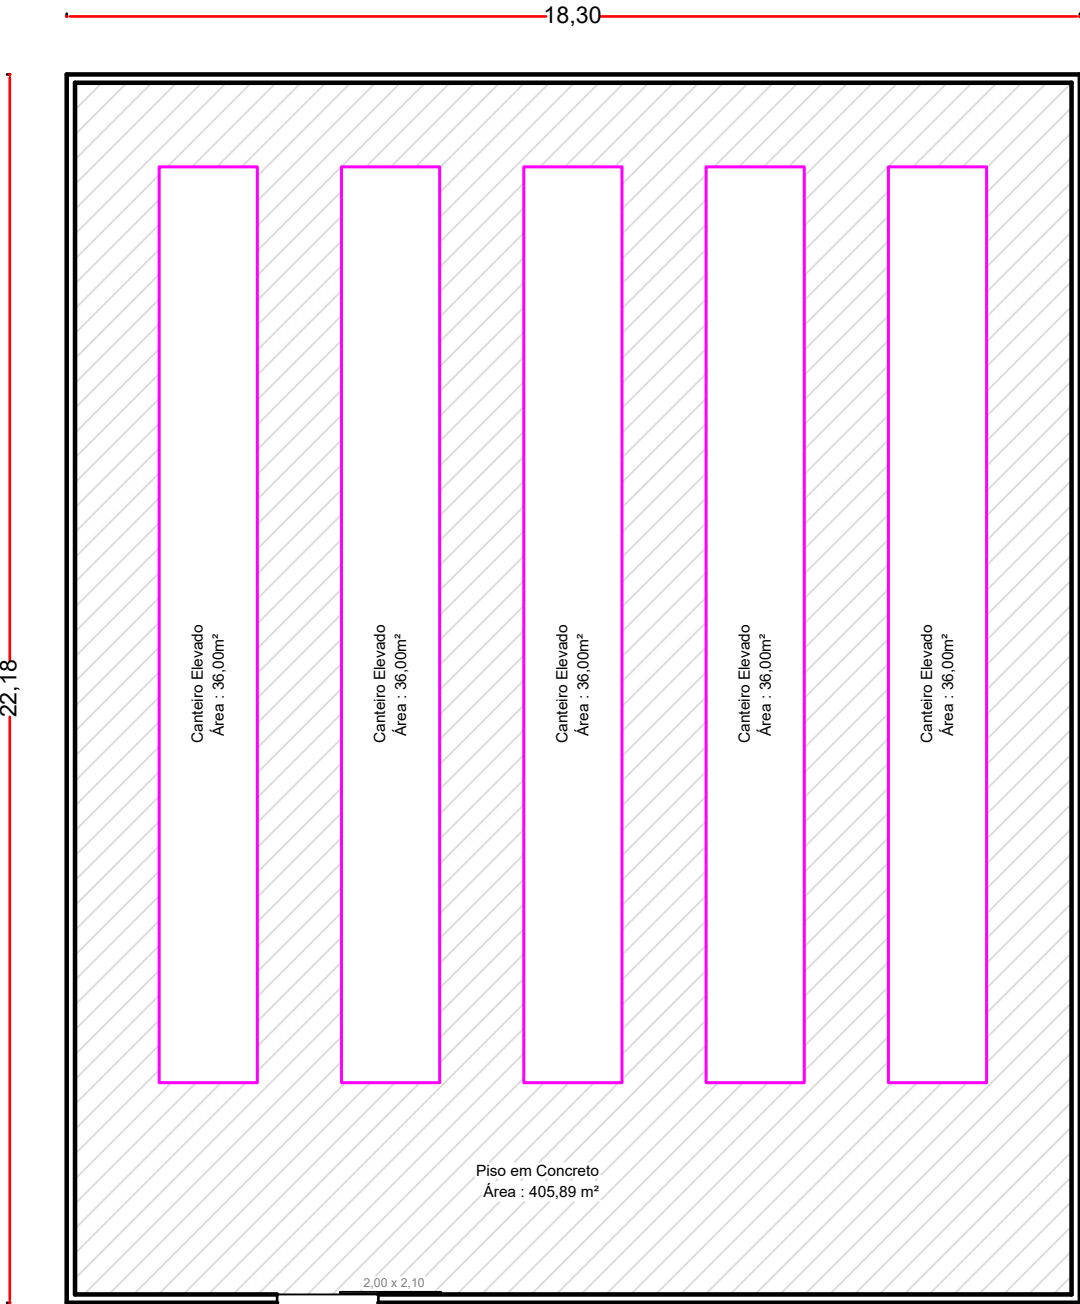 18,30
22,18
Canteiro Elevado
Área : 36,00m²
Canteiro Elevado
Área : 36,00m²
Canteiro Elevado
Área : 36,00m²
Canteiro Elevado
Área : 36,00m²
Canteiro Elevado
Área : 36,00m²
Piso em Concreto
Área : 405,89 m²
2,00 x 2,10